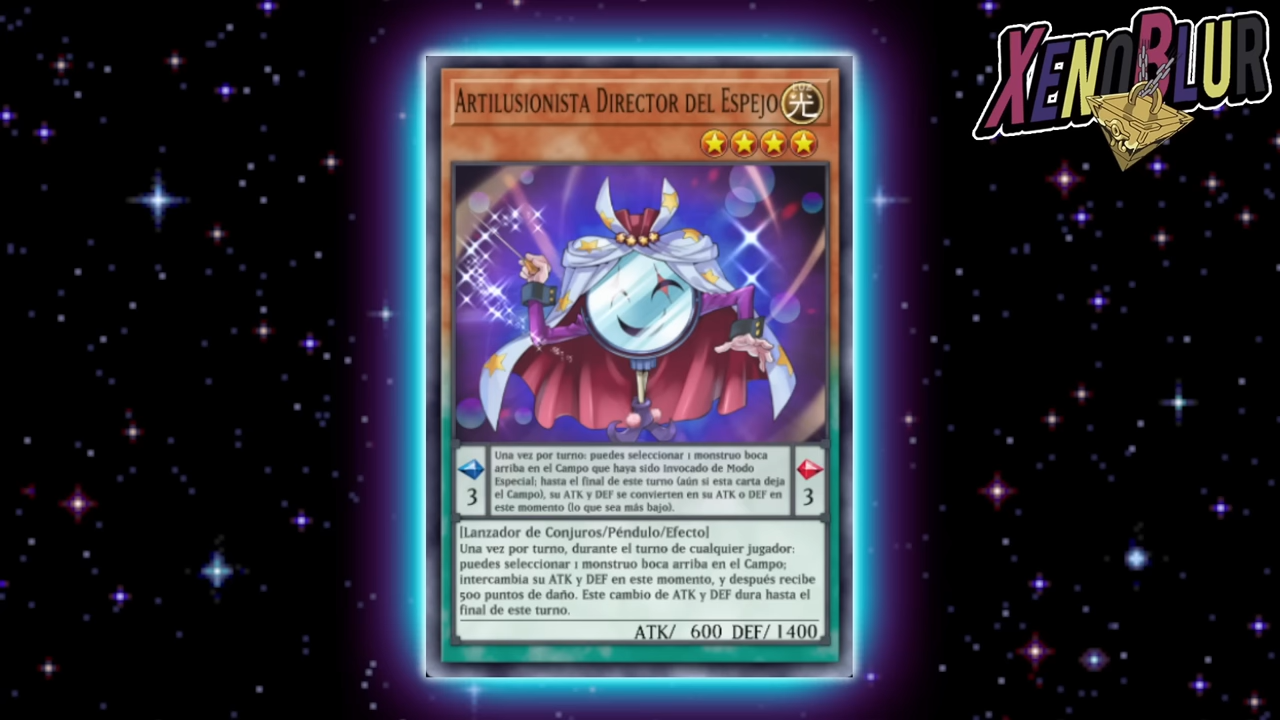 XENOBLUR
ARTILUSIONISTA DIRECTOR DEL ESPEJO
LUZ
光
Una vez por turno: puedes seleccionar 1 monstruo boca
arriba en el Campo que haya sido Invocado de Modo
Especial; hasta el final de este turno (aún si esta carta deja
el Campo), su ATK y DEF se convierten en su ATK o DEF en
este momento (lo que sea más bajo).
3
3
[Lanzador de Conjuros/Péndulo/Efecto]
Una vez por turno, durante el turno de cualquier jugador:
puedes seleccionar 1 monstruo boca arriba en el Campo;
intercambia su ATK y DEF en este momento, y después recibe
500 puntos de daño. Este cambio de ATK y DEF dura hasta el
final de este turno.
ATK/ 600 DEF/ 1400